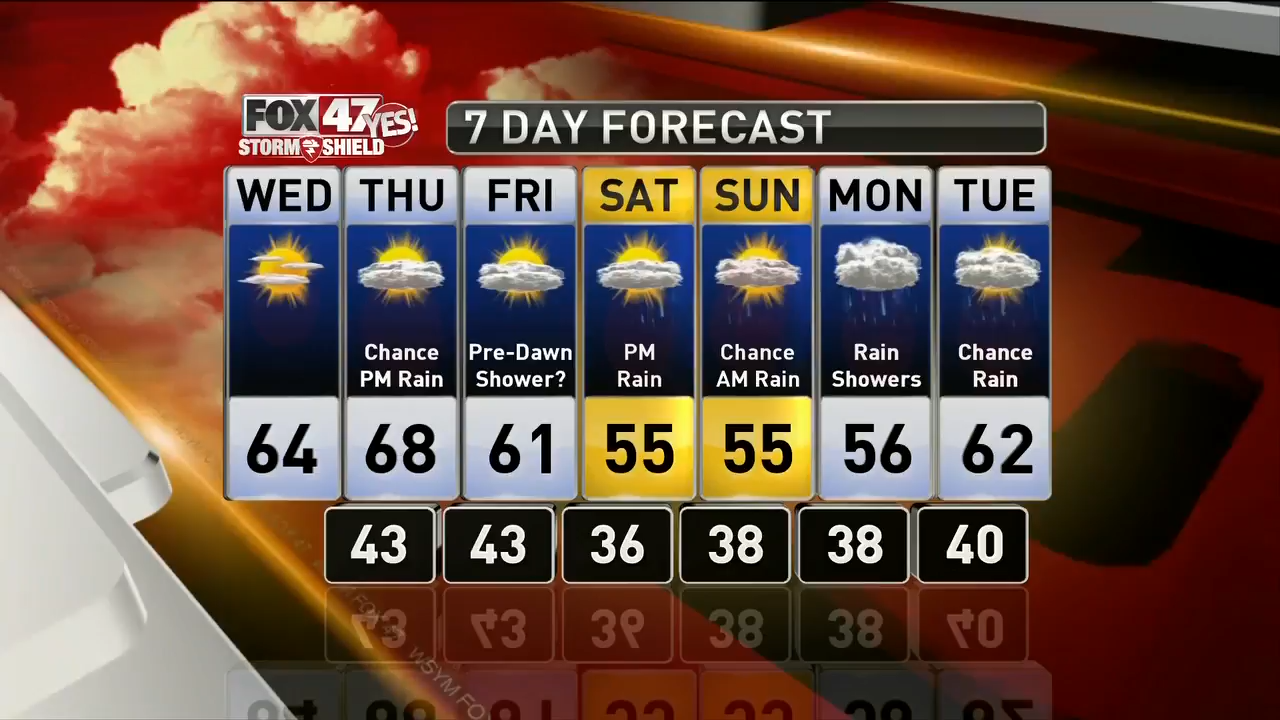 FOX 47 YES!
STORM SHIELD
7 DAY FORECAST
WED THU FRI SAT SUN MON TUE
Chance Pre-Dawn PM Chance Rain Chance
PM Rain Shower? Rain AM Rain Showers Rain
64 68 61 55 55 56 62
43 43 36 38 38 40
WSYM FO